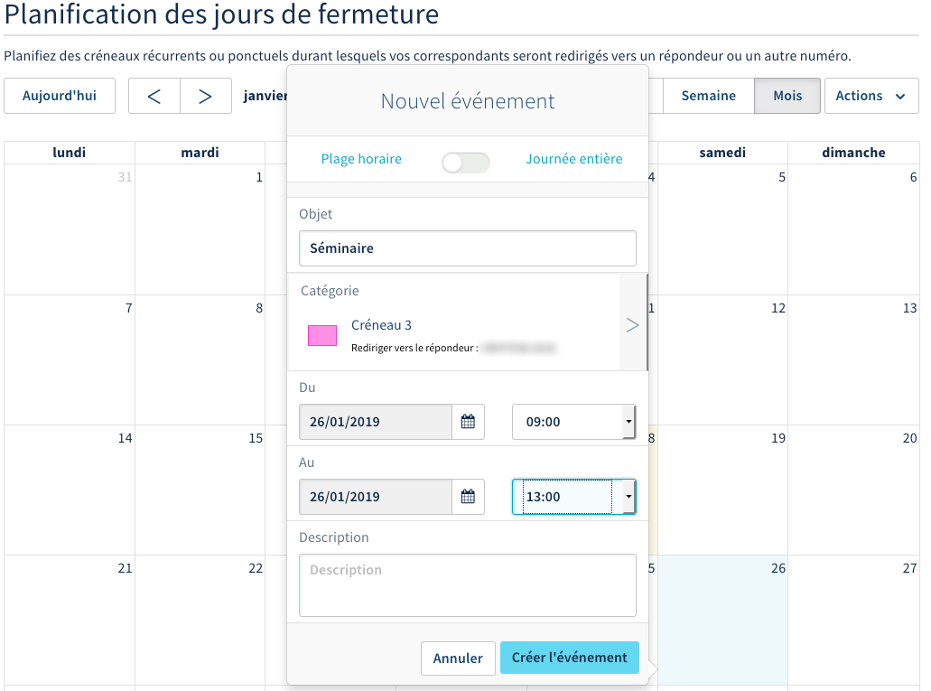 Planification des jours de fermeture
Planifiez des créneaux récurrents ou ponctuels durant lesquels vos correspondants seront redirigés vers un répondeur ou un autre numéro.
Aujourd'hui < > janvier Semaine Mois Actions
Nouvel événement
Plage horaire Journée entière
lundi mardi samedi dimanche
31 1 4 5 6
Objet
Séminaire
Catégorie
Créneau 3
Rediriger vers le répondeur :
>
7 8 1 12 13
Du
26/01/2019 09:00
14 15 8 19 20
Au
26/01/2019 13:00
Description
Description
21 22 5 26 27
Annuler Créer l'événement